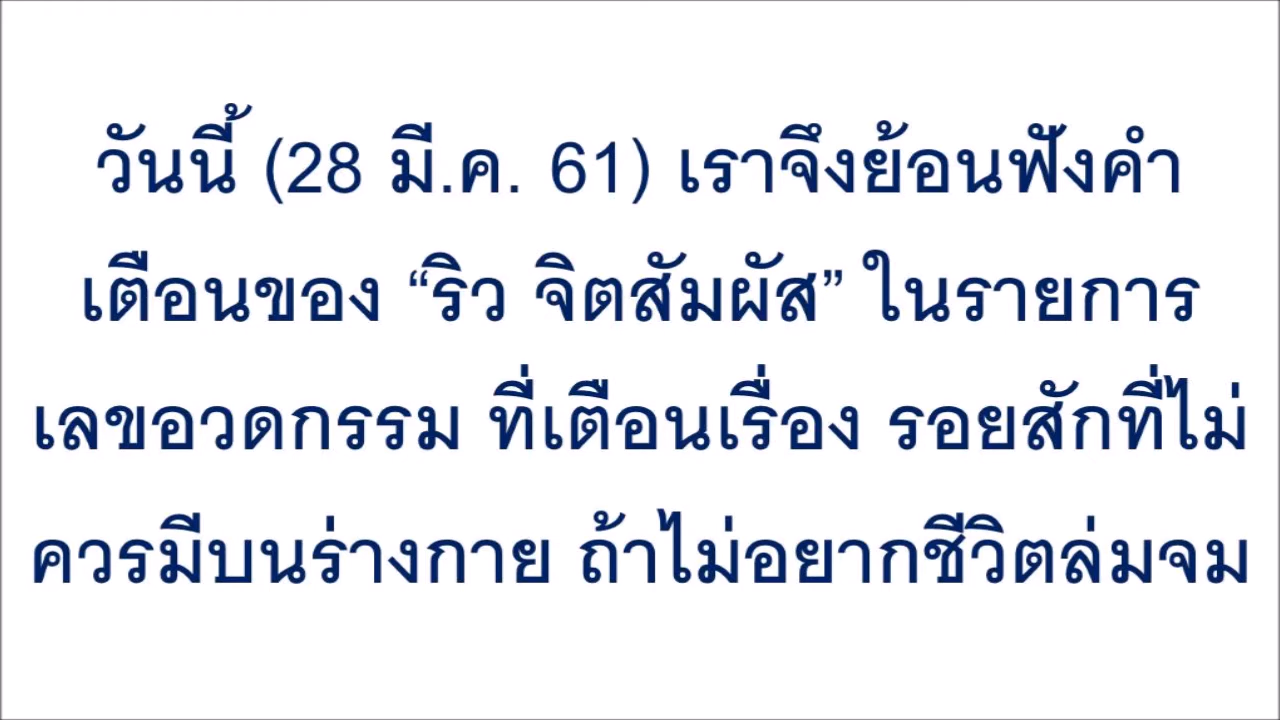 วันนี้ (28 มี.ค. 61) เราจึงย้อนฟังคำ
เตือนของ “ริว จิตสัมผัส” ในรายการ
เลขอวดกรรม ที่เตือนเรื่อง รอยสักที่ไม่
ควรมีบนร่างกาย ถ้าไม่อยากชีวิตล่มจม